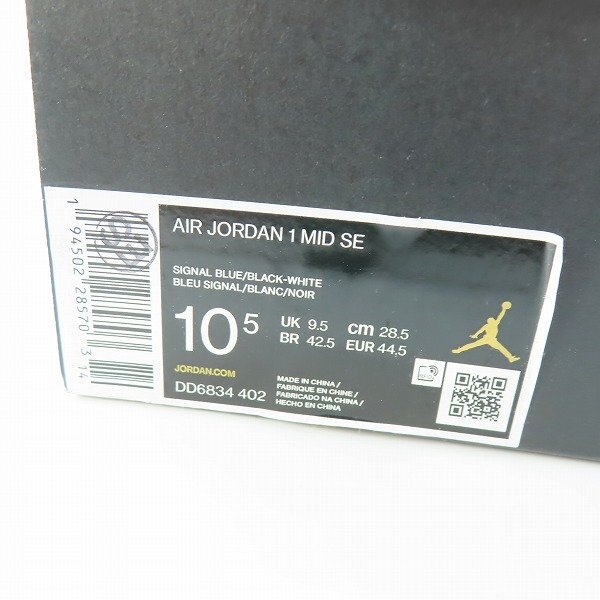 AIR JORDAN 1 MID SE
SIGNAL BLUE/BLACK-WHITE
BLEU SIGNAL/BLANC/NOIR
10 5 UK 9.5 cm 28.5
BR 42.5 EUR 44.5
JORDAN.COM
DD6834 402
MADE IN CHINA/
FABRIQUE EN CHINE/
FABRICADO NA CHINA/
HECHO EN CHINA
1 94502 28570 3 14